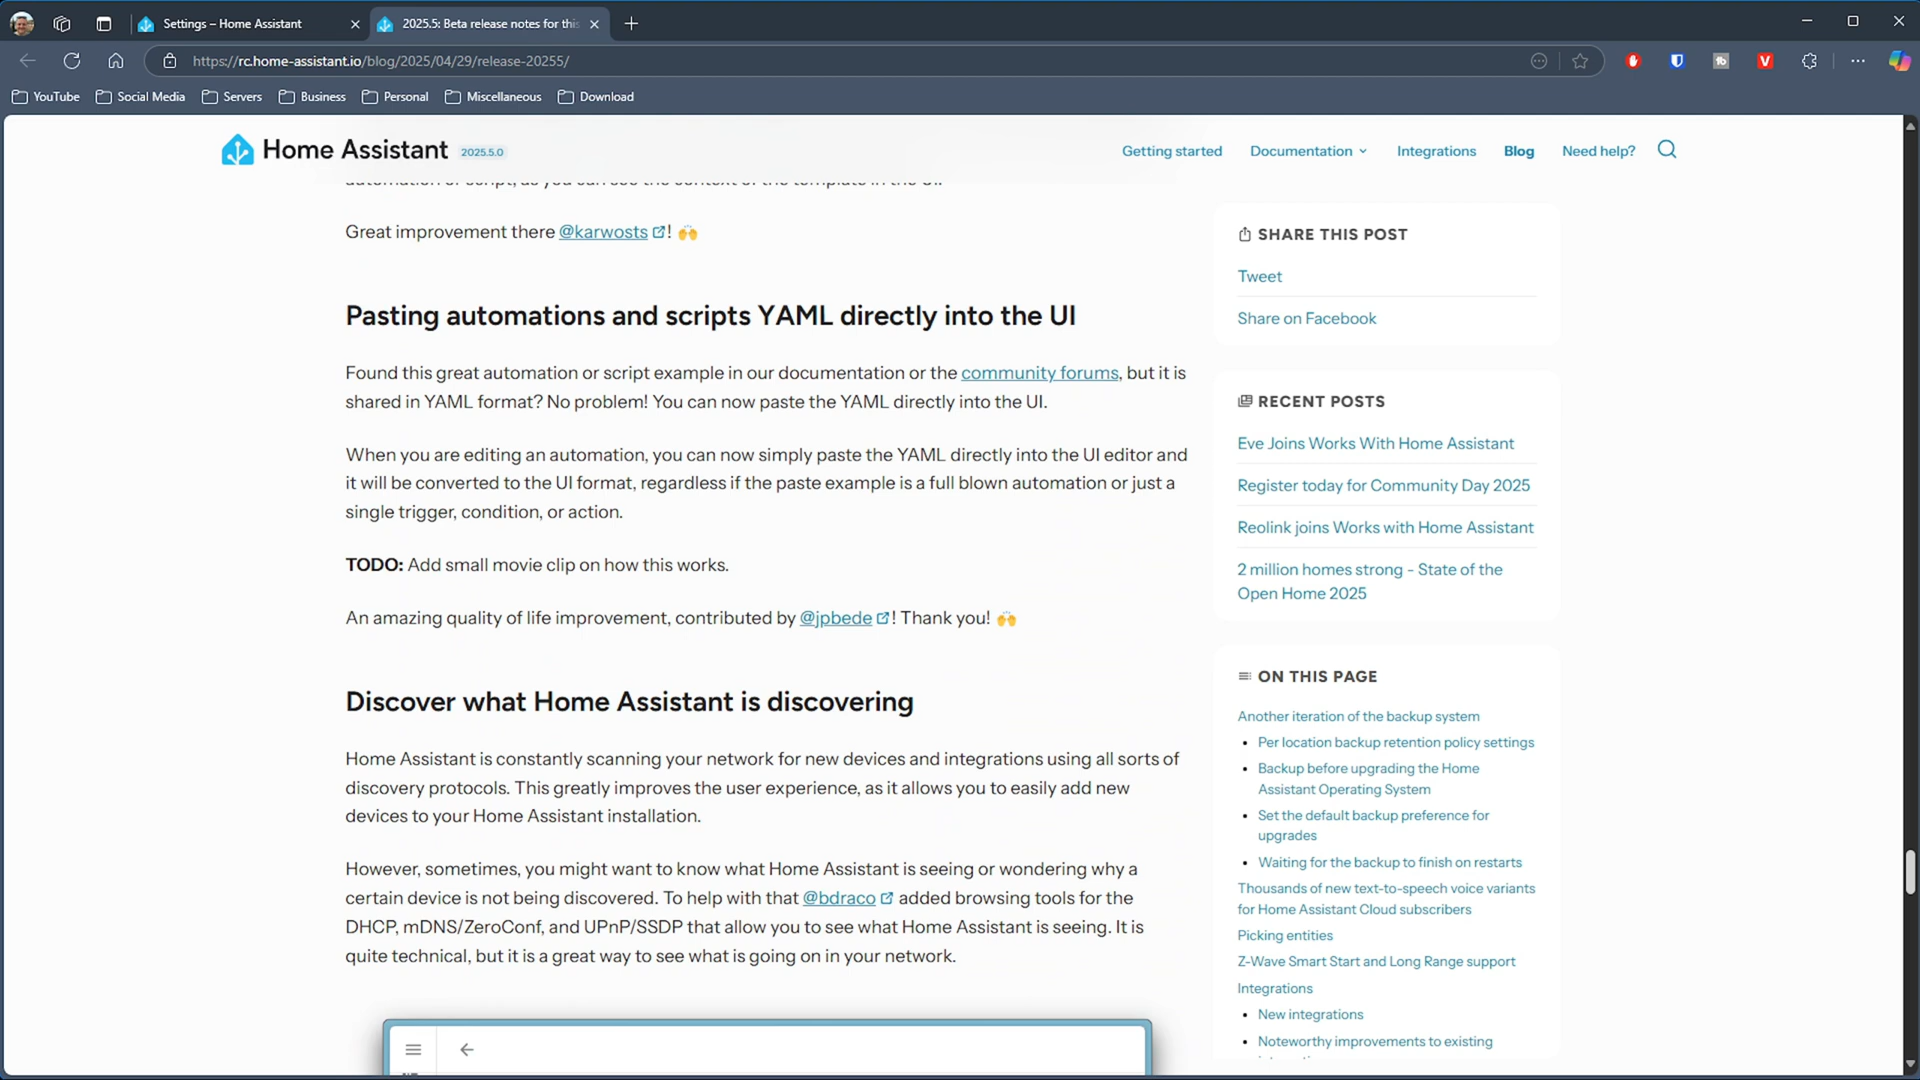 Settings – Home Assistant
2025.5: Beta release notes for this
https://rc.home-assistant.io/blog/2025/04/29/release-20255/
YouTube
Social Media
Servers
Business
Personal
Miscellaneous
Download
Home Assistant 2025.5.0
Getting started
Documentation
Integrations
Blog
Need help?
automation or script, as you can see the context of the template in the UI.
Great improvement there @karwosts! 🙌
Pasting automations and scripts YAML directly into the UI
Found this great automation or script example in our documentation or the community forums, but it is
shared in YAML format? No problem! You can now paste the YAML directly into the UI.
When you are editing an automation, you can now simply paste the YAML directly into the UI editor and
it will be converted to the UI format, regardless if the paste example is a full blown automation or just a
single trigger, condition, or action.
TODO: Add small movie clip on how this works.
An amazing quality of life improvement, contributed by @jpbede! Thank you! 🙌
Discover what Home Assistant is discovering
Home Assistant is constantly scanning your network for new devices and integrations using all sorts of
discovery protocols. This greatly improves the user experience, as it allows you to easily add new
devices to your Home Assistant installation.
However, sometimes, you might want to know what Home Assistant is seeing or wondering why a
certain device is not being discovered. To help with that @bdraco added browsing tools for the
DHCP, mDNS/ZeroConf, and UPnP/SSDP that allow you to see what Home Assistant is seeing. It is
quite technical, but it is a great way to see what is going on in your network.
SHARE THIS POST
Tweet
Share on Facebook
RECENT POSTS
Eve Joins Works With Home Assistant
Register today for Community Day 2025
Reolink joins Works with Home Assistant
2 million homes strong - State of the
Open Home 2025
ON THIS PAGE
Another iteration of the backup system
• Per location backup retention policy settings
• Backup before upgrading the Home
Assistant Operating System
• Set the default backup preference for
upgrades
• Waiting for the backup to finish on restarts
Thousands of new text-to-speech voice variants
for Home Assistant Cloud subscribers
Picking entities
Z-Wave Smart Start and Long Range support
Integrations
• New integrations
• Noteworthy improvements to existing